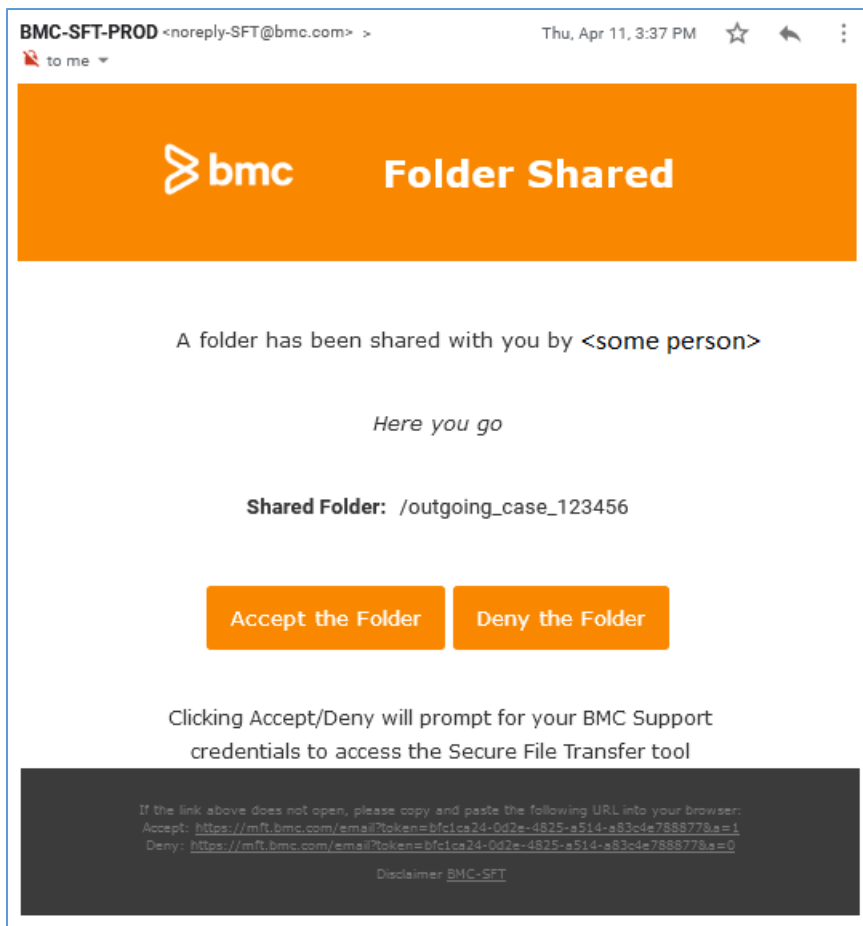 BMC-SFT-PROD <noreply-SFT@bmc.com> > Thu, Apr 11, 3:37 PM
to me
bmc Folder Shared
A folder has been shared with you by <some person>
Here you go
Shared Folder: /outgoing_case_123456
Accept the Folder Deny the Folder
Clicking Accept/Deny will prompt for your BMC Support
credentials to access the Secure File Transfer tool
If the link above does not open, please copy and paste the following URL into your browser:
Accept: https://mft.bmc.com/email?token=bfc1ca24-0d2e-4825-a514-a83c4e788877&a=1
Deny: https://mft.bmc.com/email?token=bfc1ca24-0d2e-4825-a514-a83c4e788877&a=0
Disclaimer BMC-SFT